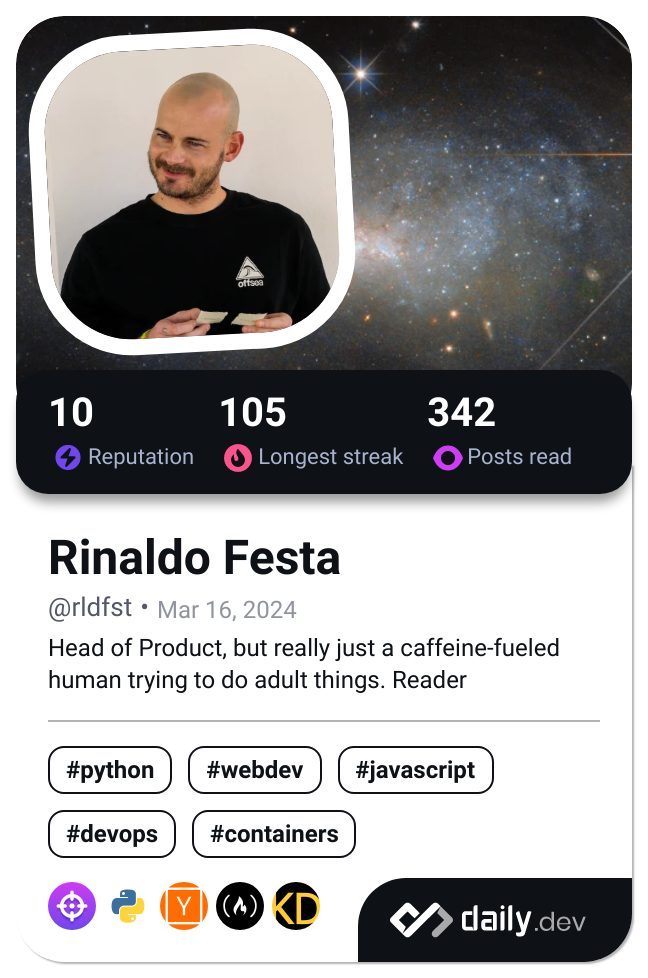 offsea
10 105 342
Reputation Longest streak Posts read
Rinaldo Festa
@rldfst • Mar 16, 2024
Head of Product, but really just a caffeine-fueled
human trying to do adult things. Reader
#python #webdev #javascript
#devops #containers
Y KD
daily.dev